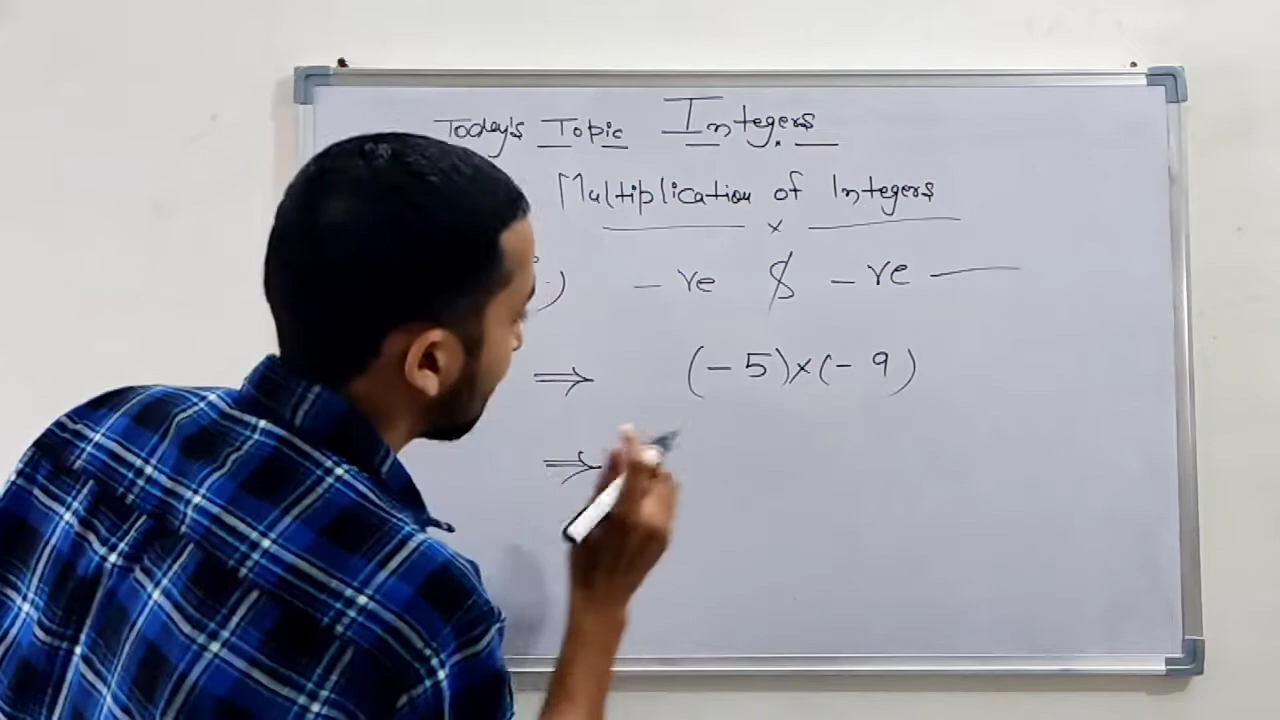 Today's Topic Integers
Multiplication of Integers
×
) -ve $ -ve —
⇒ (-5)×(-9)
⇒